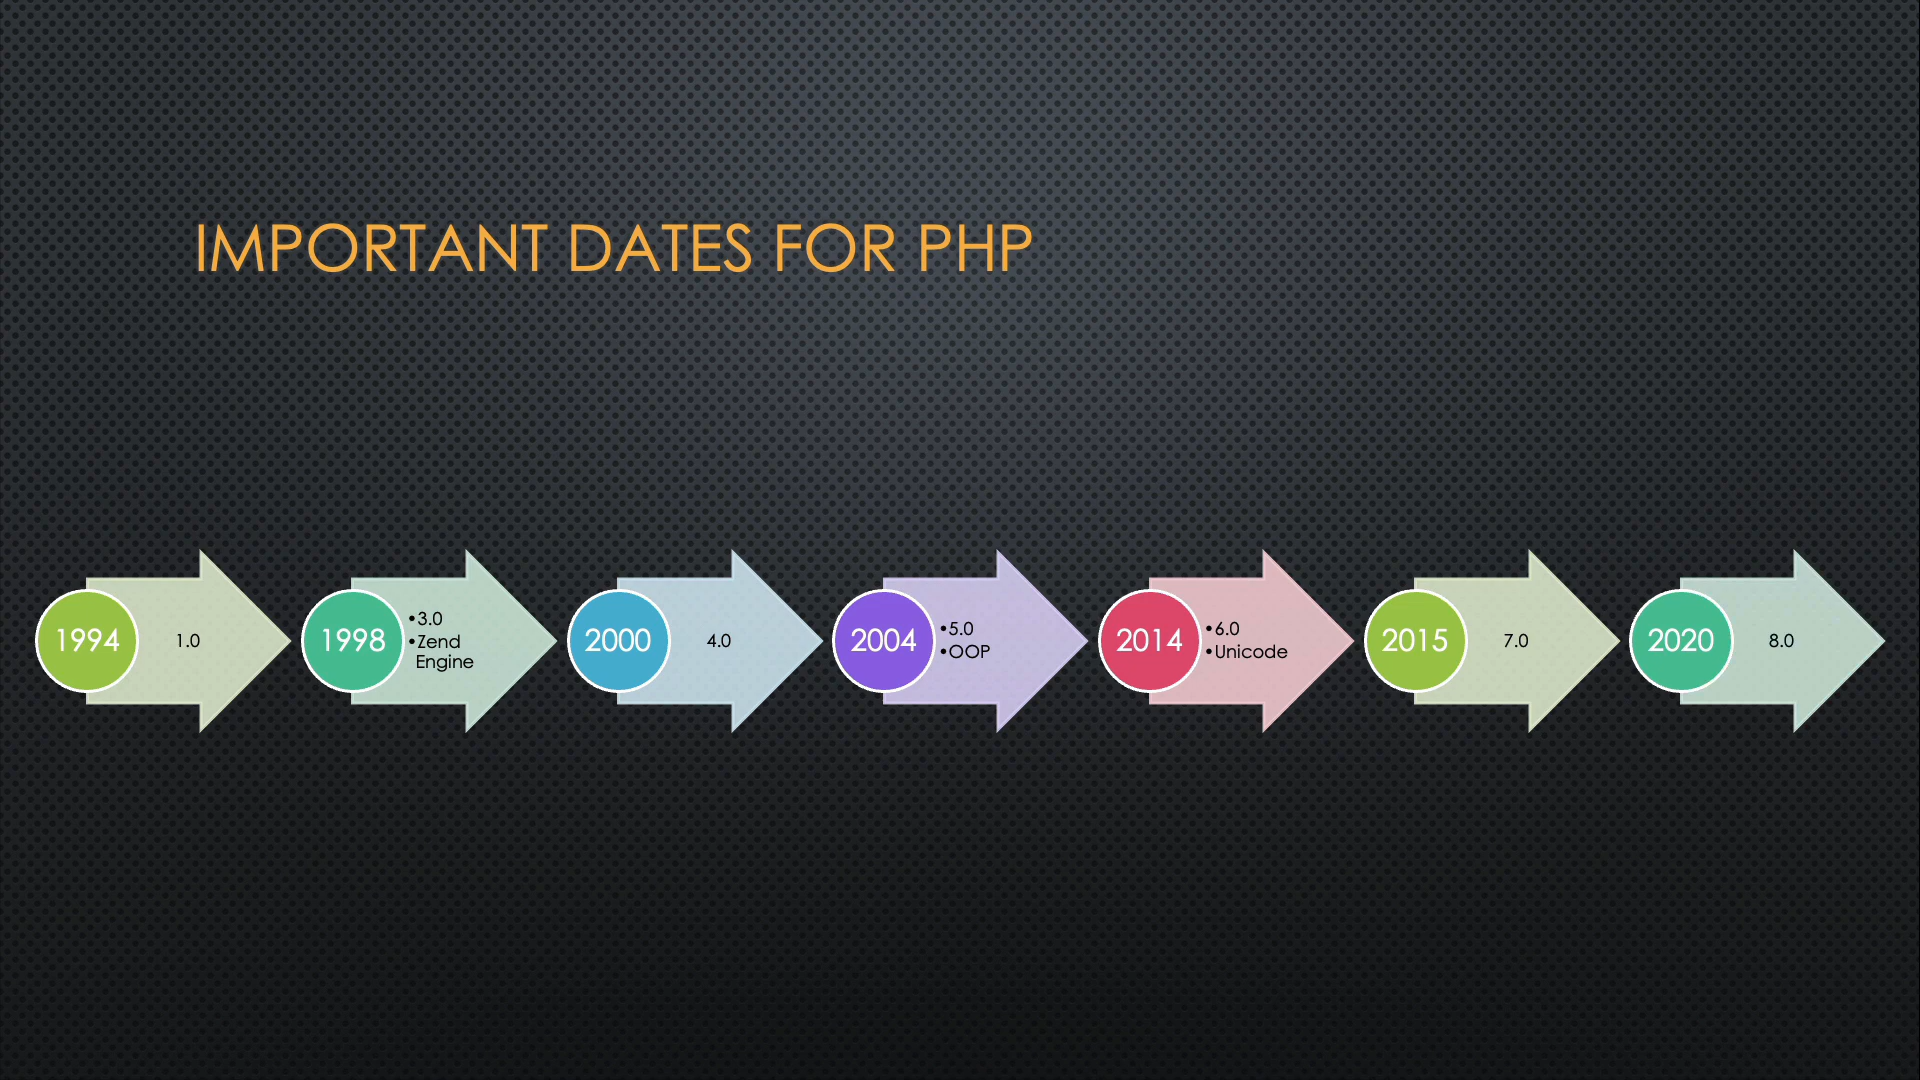 IMPORTANT DATES FOR PHP
1994
1.0
1998
•3.0
•Zend
Engine
2000
4.0
2004
•5.0
•OOP
2014
•6.0
•Unicode
2015
7.0
2020
8.0